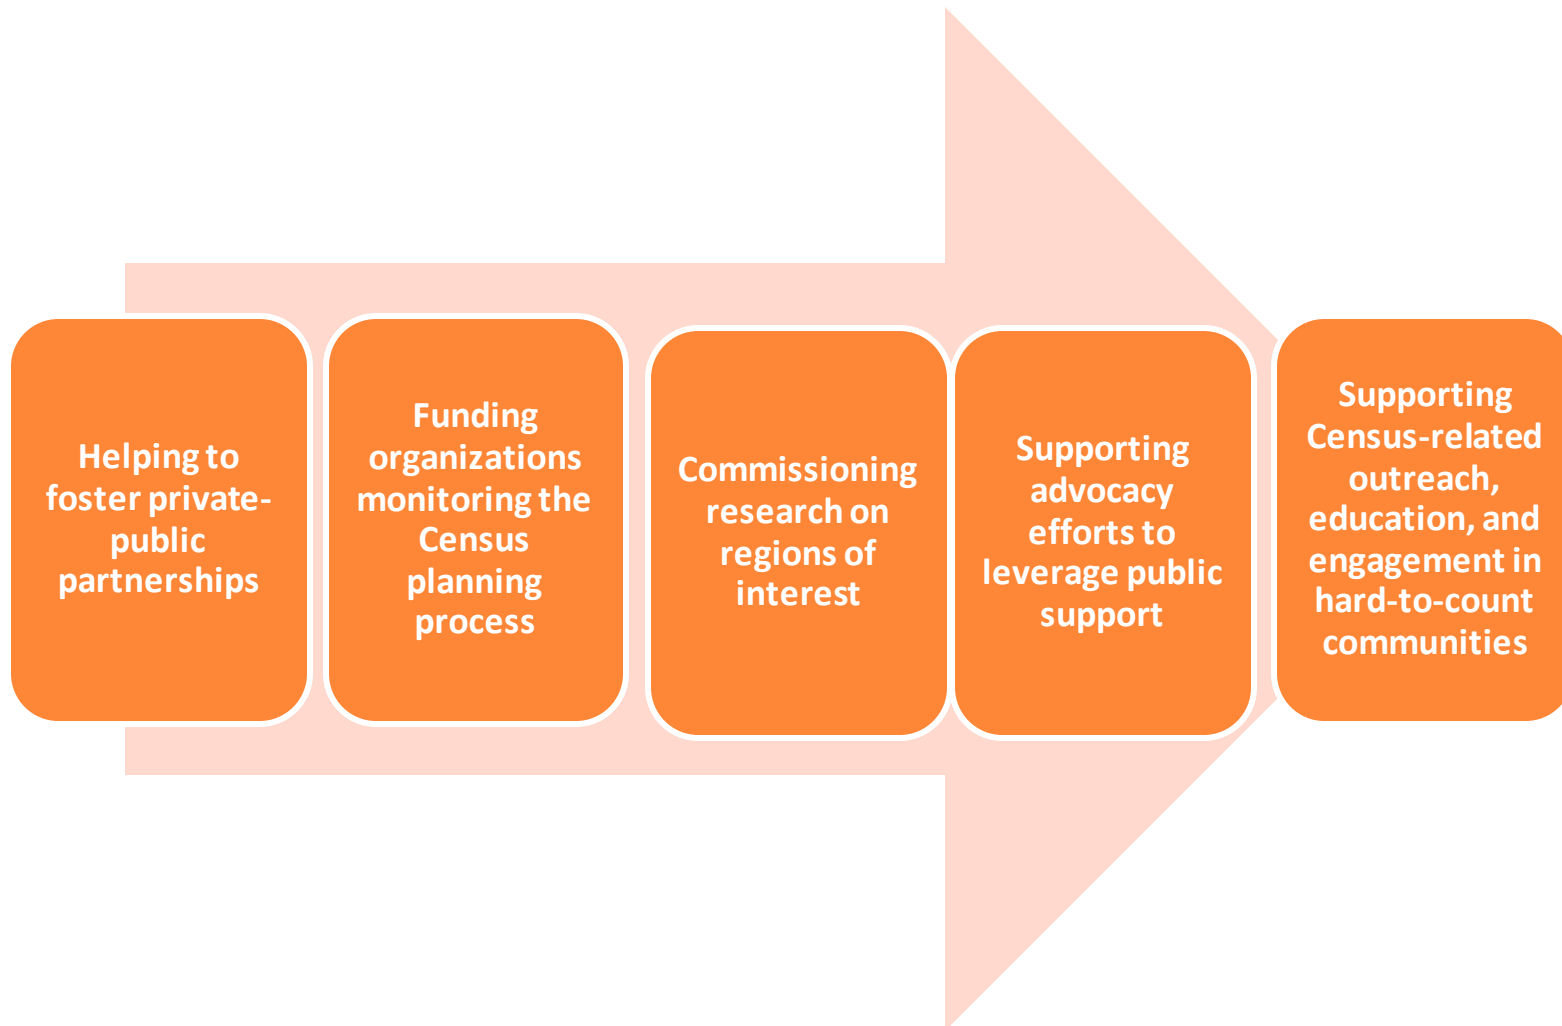 Helping to
foster private-
public
partnerships
Funding
organizations
monitoring the
Census
planning
process
Commissioning
research on
regions of
interest
Supporting
advocacy
efforts to
leverage public
support
Supporting
Census-related
outreach,
education, and
engagement in
hard-to-count
communities